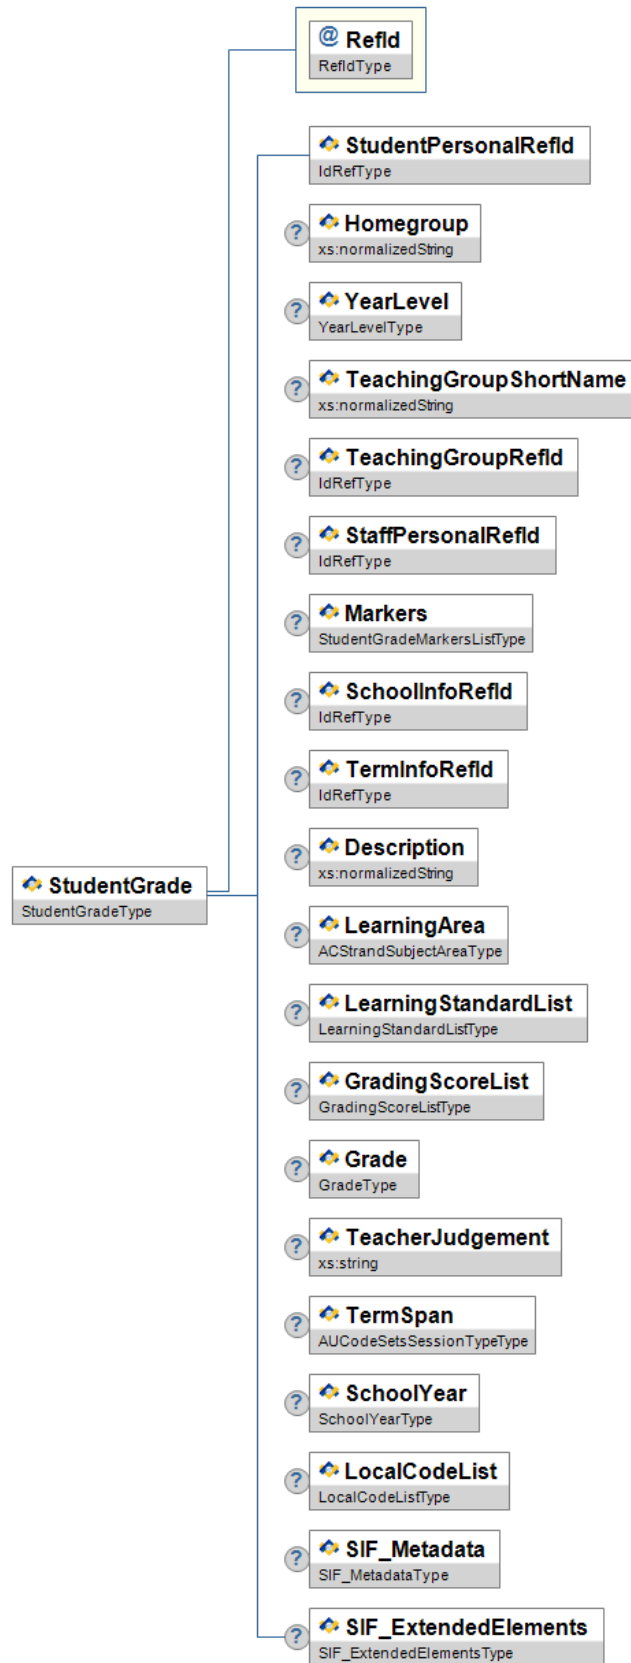 @ RefId
RefIdType
StudentPersonalRefId
IdRefType
? Homegroup
xs:normalizedString
? YearLevel
YearLevelType
? TeachingGroupShortName
xs:normalizedString
? TeachingGroupRefId
IdRefType
? StaffPersonalRefId
IdRefType
? Markers
StudentGradeMarkersListType
? SchoolInfoRefId
IdRefType
? TermInfoRefId
IdRefType
? Description
xs:normalizedString
StudentGrade
StudentGradeType
? LearningArea
ACStrandSubjectAreaType
? LearningStandardList
LearningStandardListType
? GradingScoreList
GradingScoreListType
? Grade
GradeType
? TeacherJudgement
xs:string
? TermSpan
AUCodeSetsSessionTypeType
? SchoolYear
SchoolYearType
? LocalCodeList
LocalCodeListType
? SIF_Metadata
SIF_MetadataType
? SIF_ExtendedElements
SIF_ExtendedElementsType